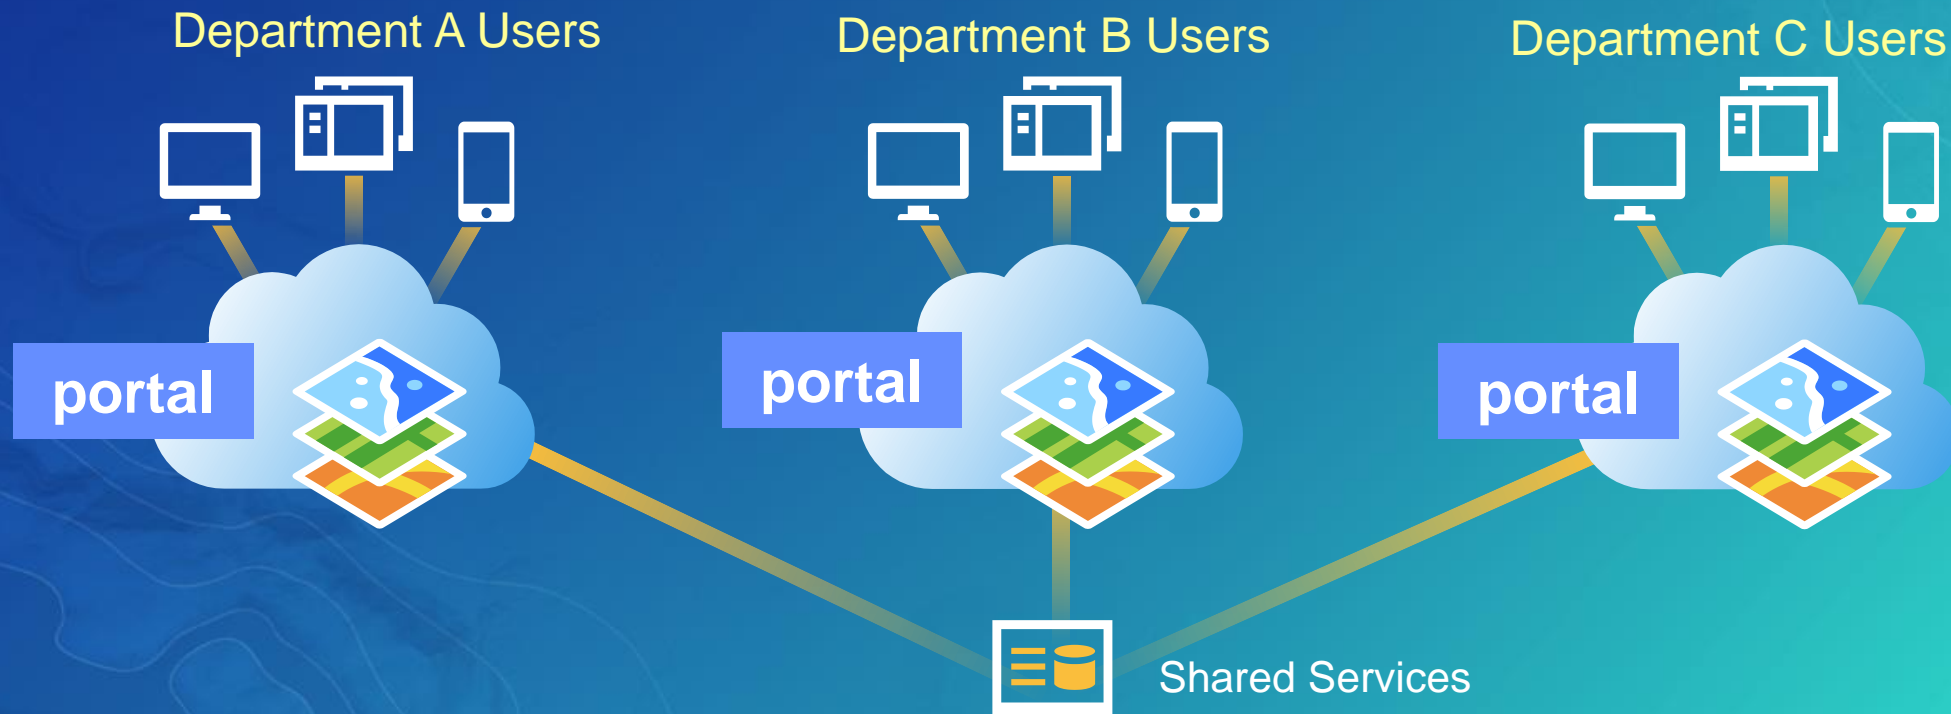 Department A Users
Department B Users
Department C Users
portal
portal
portal
Shared Services